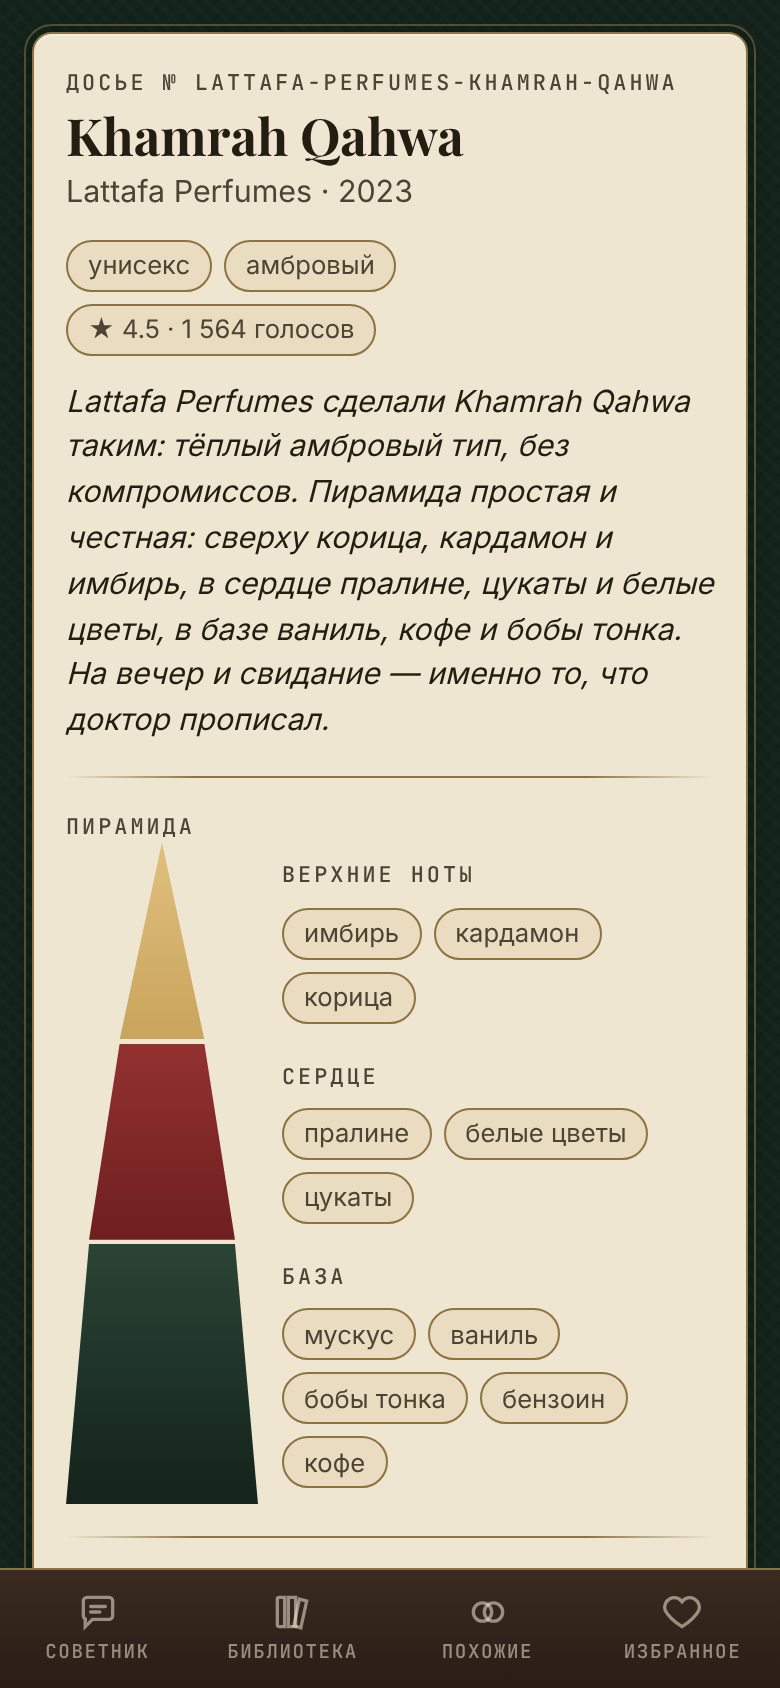 ДОСЬЕ № LATTAFA-PERFUMES-KHAMRAH-QAHWA
Khamrah Qahwa
Lattafa Perfumes · 2023
унисекс амбровый
★ 4.5 · 1 564 голосов
Lattafa Perfumes сделали Khamrah Qahwa
таким: тёплый амбровый тип, без
компромиссов. Пирамида простая и
честная: сверху корица, кардамон и
имбирь, в сердце пралине, цукаты и белые
цветы, в базе ваниль, кофе и бобы тонка.
На вечер и свидание — именно то, что
доктор прописал.
ПИРАМИДА
ВЕРХНИЕ НОТЫ
имбирь кардамон
корица
СЕРДЦЕ
пралине белые цветы
цукаты
БАЗА
мускус ваниль
бобы тонка бензоин
кофе
СОВЕТНИК БИБЛИОТЕКА ПОХОЖИЕ ИЗБРАННОЕ